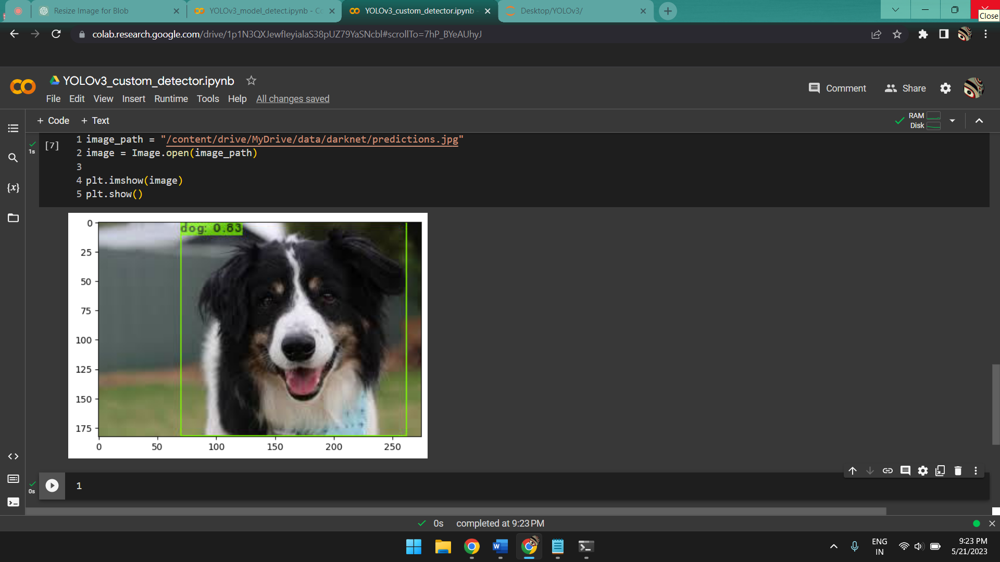 Resize Image for Blob
YOLOv3_model_detect.ipynb - Co
YOLOv3_custom_detector.ipynb -
Desktop/YOLOv3/
Close
colab.research.google.com/drive/1p1N3QXJewfleyialaS38pUZ79YaSNcbl#scrollTo=7hP_BYeAUhyJ
YOLOv3_custom_detector.ipynb
Comment
Share
File Edit View Insert Runtime Tools Help All changes saved
+ Code + Text
RAM
Disk
1s
[7]
1 image_path = "/content/drive/MyDrive/data/darknet/predictions.jpg"
2 image = Image.open(image_path)
3
4 plt.imshow(image)
5 plt.show()
{x}
dog: 0.83
0
25
50
75
100
125
150
175
0 50 100 150 200 250
0s
1
0s completed at 9:23 PM
ENG
IN
9:23 PM
5/21/2023